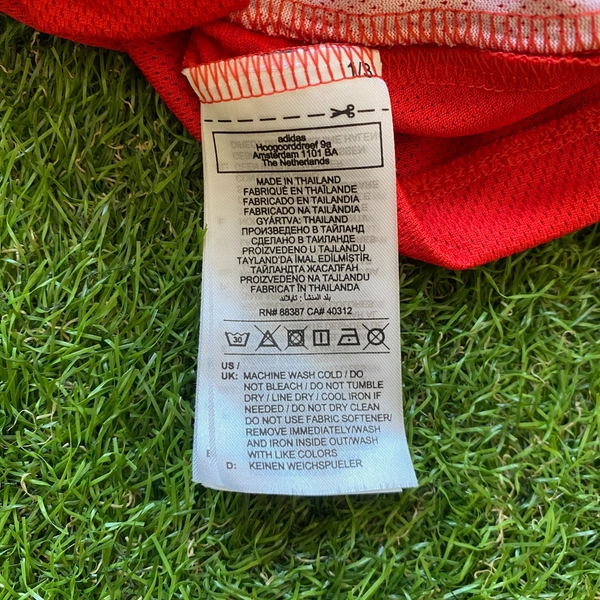 1/3
adidas
Hoogoorddreef 9a
Amsterdam 1101 BA
The Netherlands
MADE IN THAILAND
FABRIQUÉ EN THAÏLANDE
FABRICADO EN TAILANDIA
FABRICADO NA TAILÂNDIA
GYÁRTVA: THAILAND
ПРОИЗВЕДЕНО В ТАЙЛАНД
СДЕЛАНО В ТАИЛАНДЕ
PROIZVEDENO U TAJLANDU
TAYLAND'DA İMAL EDİLMİŞTİR.
ТАЙЛАНДТА ЖАСАЛҒАН
PROIZVEDENO NA TAJLANDU
FABRICAT ÎN THAILANDA
بلد المنشأ : تايلاند
RN# 88387 CA# 40312
30
US /
UK: MACHINE WASH COLD / DO
NOT BLEACH / DO NOT TUMBLE
DRY / LINE DRY / COOL IRON IF
NEEDED / DO NOT DRY CLEAN
DO NOT USE FABRIC SOFTENER/
REMOVE IMMEDIATELY/WASH
AND IRON INSIDE OUT/WASH
WITH LIKE COLORS
D: KEINEN WEICHSPUELER